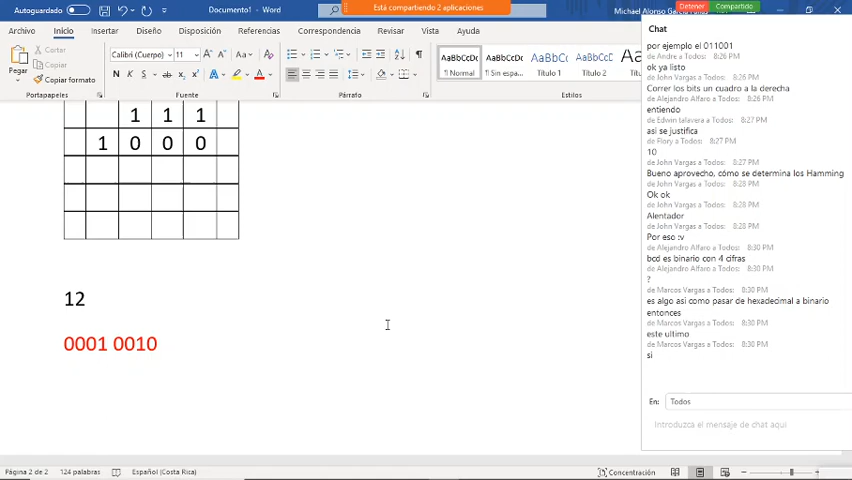 Autoguardado
Documento1 - Word
Está compartiendo 2 aplicaciones
Detener
Compartido
Archivo Inicio Insertar Diseño Disposición Referencias Correspondencia Revisar Vista Ayuda
Pegar
Cortar
Copiar
Copiar formato
Calibri (Cuerpo) 11
AaBbCcDc AaBbCcDc
¶ Normal
¶ Sin espa...
Título 1
Título 2
Título
Portapapeles
Fuente
Párrafo
Estilos
1 1 1
1 0 0 0
12
0001 0010
Chat
por ejemplo el 011001
de Andre a Todos: 8:26 PM
ok ya listo
de John Vargas a Todos: 8:26 PM
Correr los bits un cuadro a la derecha
de Alejandro Alfaro a Todos: 8:26 PM
entiendo
de Edwin talavera a Todos: 8:27 PM
asi se justifica
de Flory a Todos: 8:27 PM
10
de John Vargas a Todos: 8:27 PM
Bueno aprovecho, cómo se determina los Hamming
de John Vargas a Todos: 8:28 PM
Ok ok
de John Vargas a Todos: 8:28 PM
Alentador
de John Vargas a Todos: 8:28 PM
Por eso :v
de Alejandro Alfaro a Todos: 8:30 PM
bcd es binario con 4 cifras
de Alejandro Alfaro a Todos: 8:30 PM
?
de Marcos Vargas a Todos: 8:30 PM
es algo asi como pasar de hexadecimal a binario
entonces
de Marcos Vargas a Todos: 8:30 PM
este ultimo
de Marcos Vargas a Todos: 8:30 PM
si
En: Todos
Introduzca el mensaje de chat aquí
Página 2 de 2
124 palabras
Español (Costa Rica)
Concentración